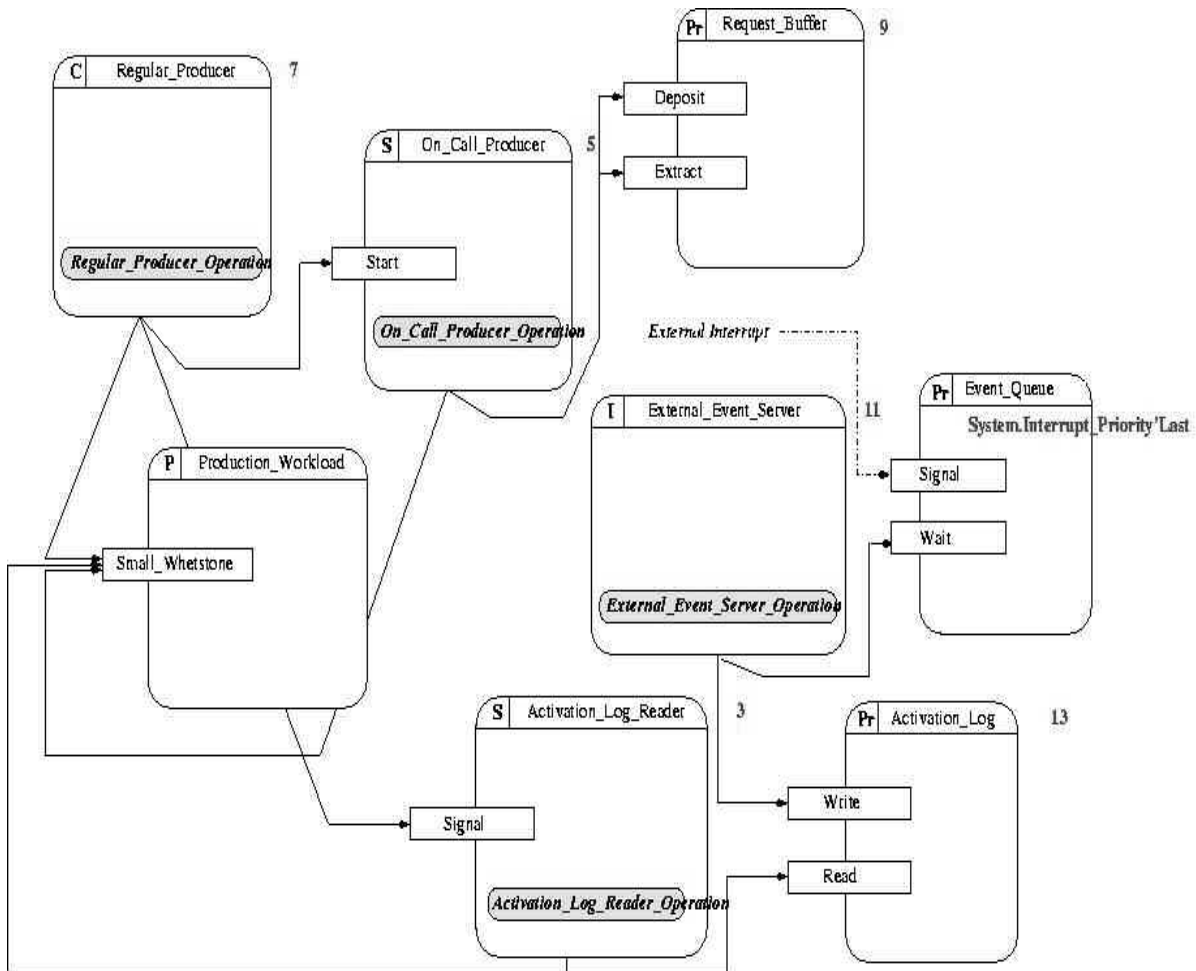 Pr Request_Buffer 9
C Regular_Producer 7
Deposit
S On_Call_Producer 5
Extract
Regular_Producer_Operation
Start
On_Call_Producer_Operation
External Interrupt
Pr Event_Queue
System.Interrupt_Priority'Last
I External_Event_Server 11
P Production_Workload
Signal
Wait
Small_Whetstone
External_Event_Server_Operation
S Activation_Log_Reader 3
Pr Activation_Log 13
Write
Signal
Read
Activation_Log_Reader_Operation